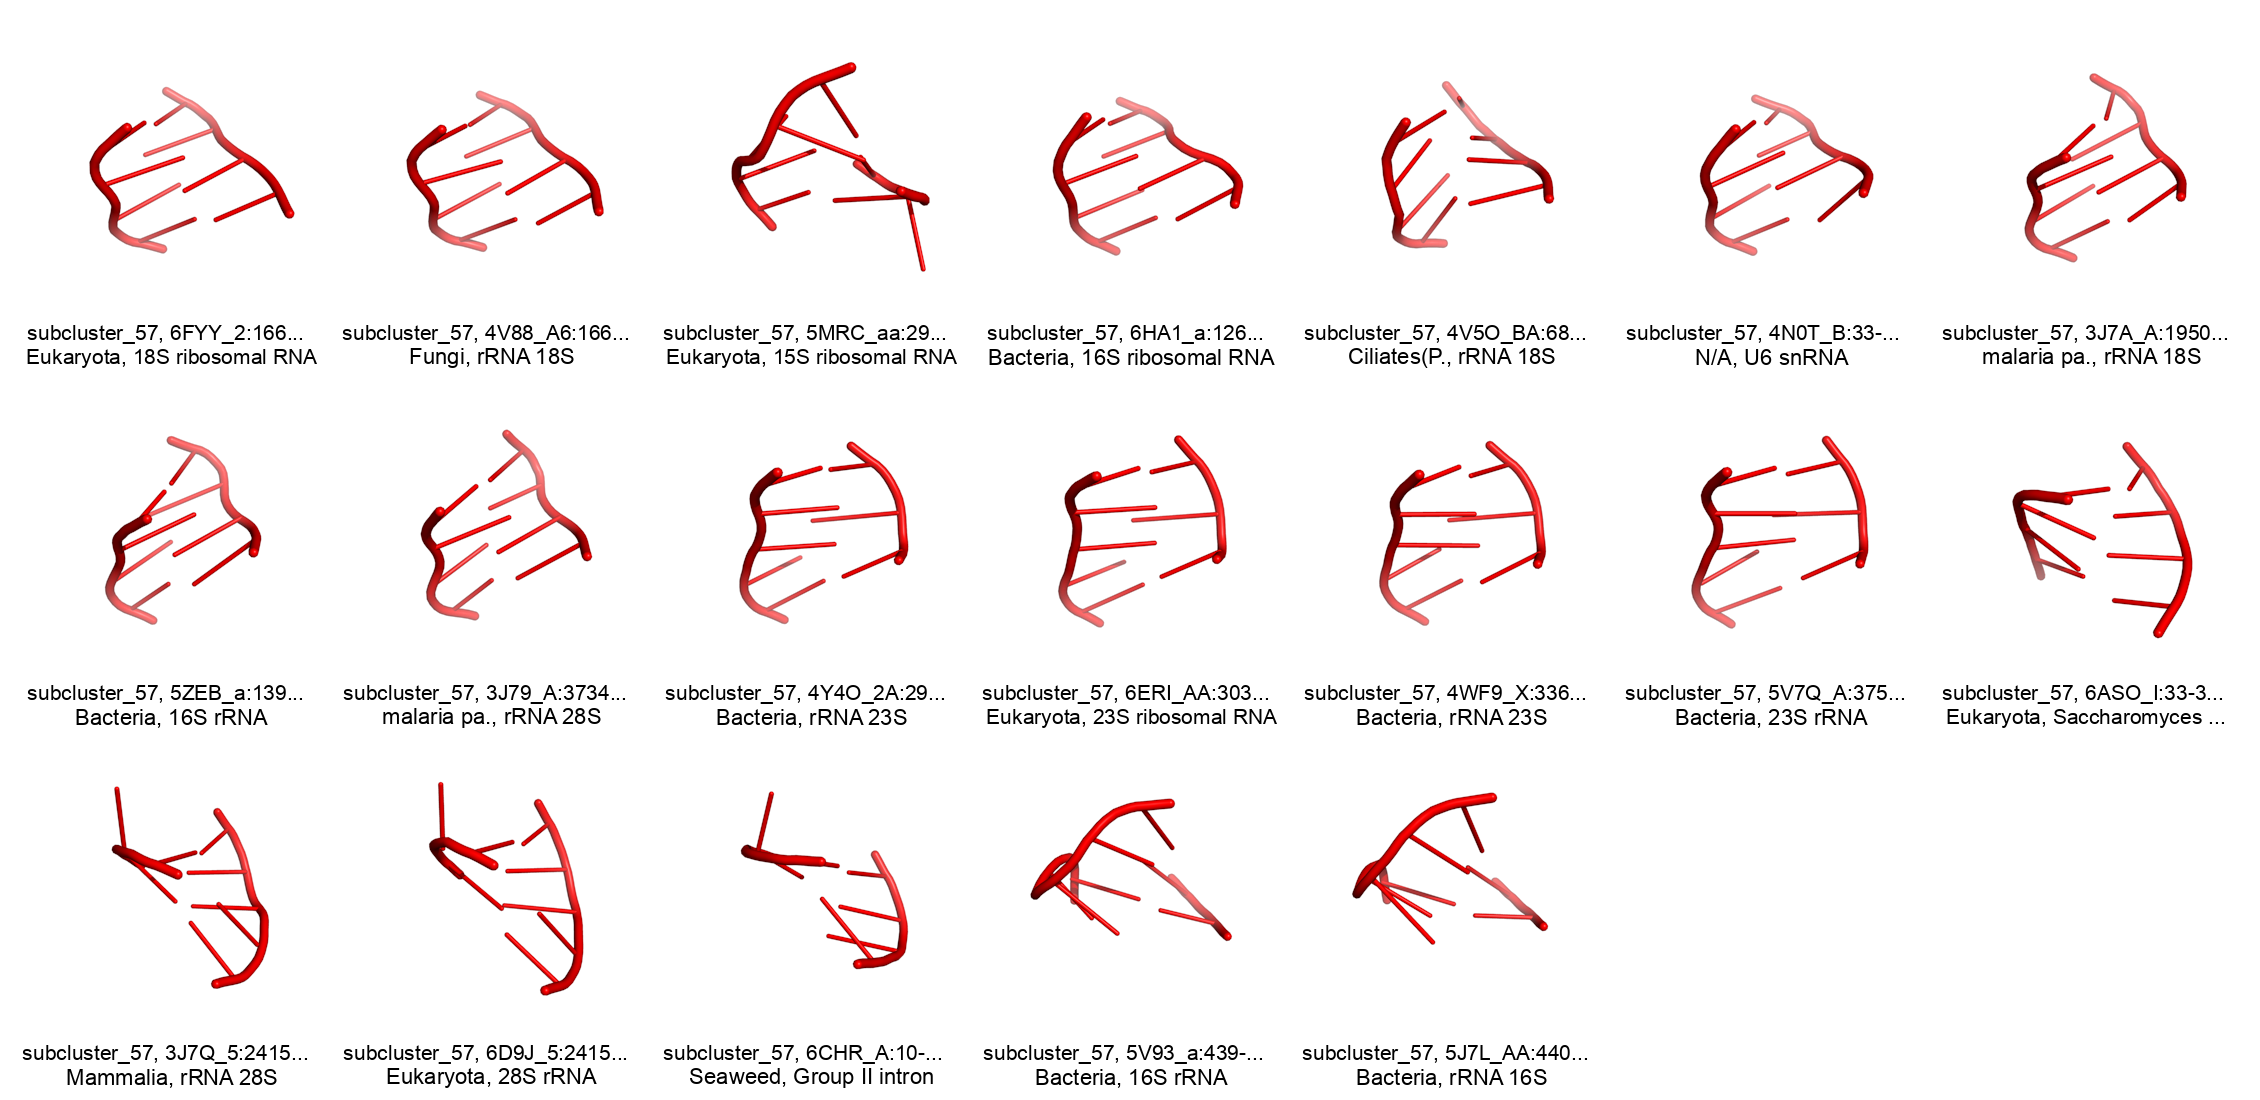 subcluster_57, 6FYY_2:166...
Eukaryota, 18S ribosomal RNA
subcluster_57, 4V88_A6:166...
Fungi, rRNA 18S
subcluster_57, 5MRC_aa:29...
Eukaryota, 15S ribosomal RNA
subcluster_57, 6HA1_a:126...
Bacteria, 16S ribosomal RNA
subcluster_57, 4V5O_BA:68...
Ciliates(P., rRNA 18S
subcluster_57, 4N0T_B:33-...
N/A, U6 snRNA
subcluster_57, 3J7A_A:1950...
malaria pa., rRNA 18S
subcluster_57, 5ZEB_a:139...
Bacteria, 16S rRNA
subcluster_57, 3J79_A:3734...
malaria pa., rRNA 28S
subcluster_57, 4Y4O_2A:29...
Bacteria, rRNA 23S
subcluster_57, 6ERI_AA:303...
Eukaryota, 23S ribosomal RNA
subcluster_57, 4WF9_X:336...
Bacteria, rRNA 23S
subcluster_57, 5V7Q_A:375...
Bacteria, 23S rRNA
subcluster_57, 6ASO_I:33-3...
Eukaryota, Saccharomyces ...
subcluster_57, 3J7Q_5:2415...
Mammalia, rRNA 28S
subcluster_57, 6D9J_5:2415...
Eukaryota, 28S rRNA
subcluster_57, 6CHR_A:10-...
Seaweed, Group II intron
subcluster_57, 5V93_a:439-...
Bacteria, 16S rRNA
subcluster_57, 5J7L_AA:440...
Bacteria, rRNA 16S